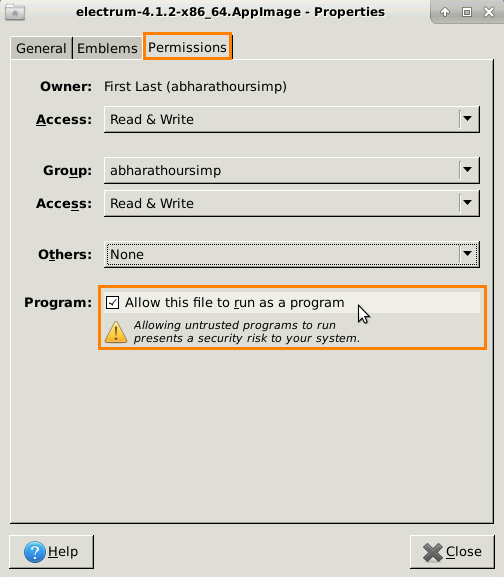 electrum-4.1.2-x86_64.AppImage - Properties
General Emblems Permissions
Owner: First Last (abharathoursimp)
Access: Read & Write
Group: abharathoursimp
Access: Read & Write
Others: None
Program: Allow this file to run as a program
Allowing untrusted programs to run
presents a security risk to your system.
Help Close